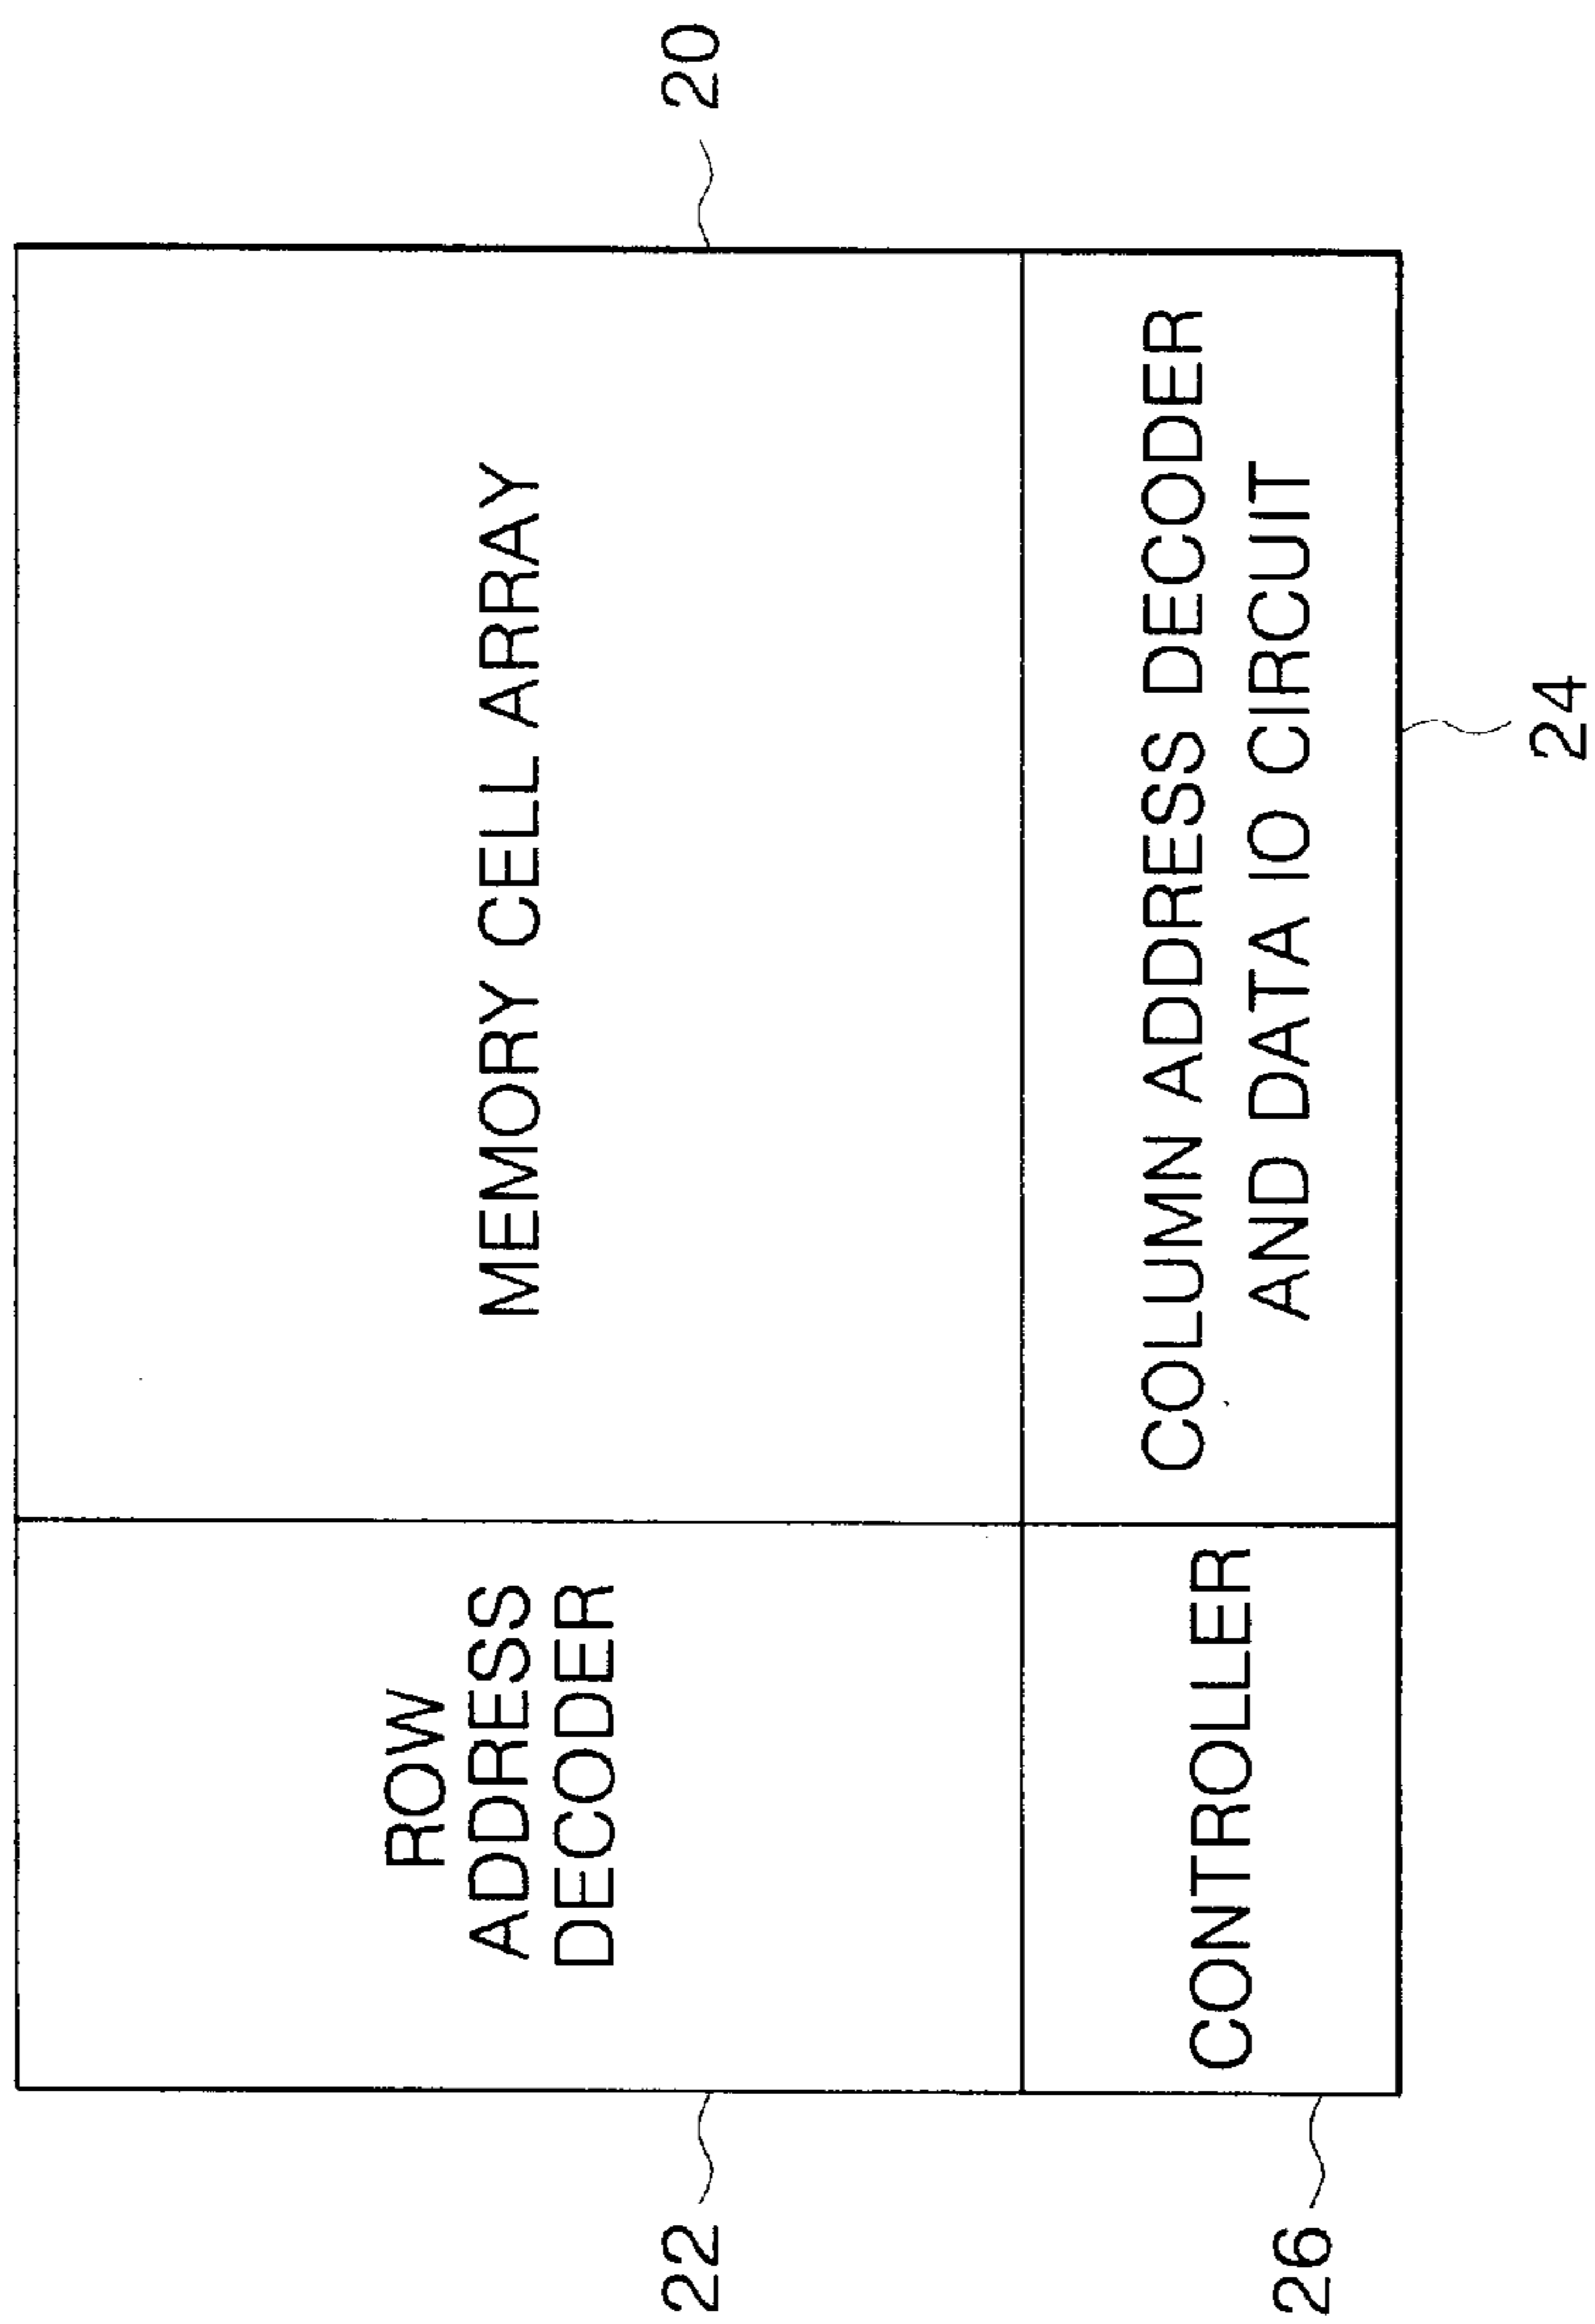 ROW
ADDRESS
DECODER
MEMORY CELL ARRAY
22
20
CONTROLLER
COLUMN ADDRESS DECODER
AND DATA IO CIRCUIT
26
24